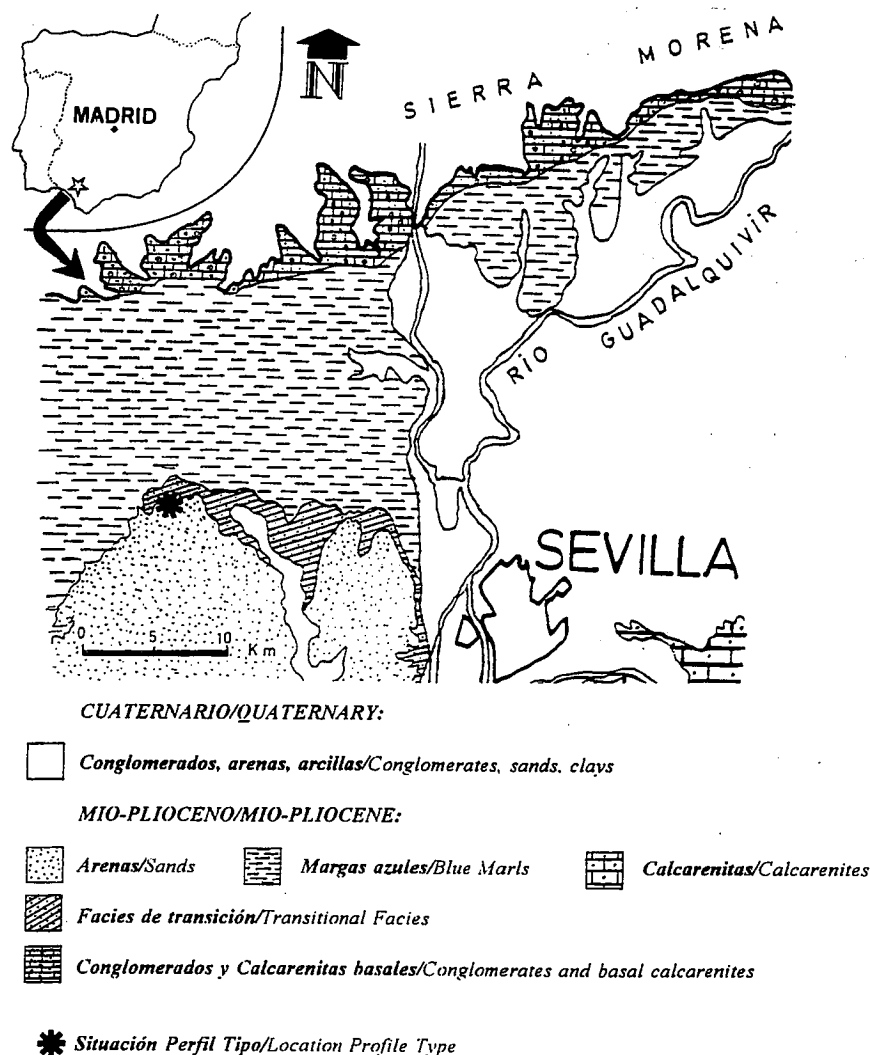 MADRID
N
SIERRA MORENA
RÍO GUADALQUIVIR
SEVILLA
0 5 10 Km
CUATERNARIO/QUATERNARY:
Conglomerados, arenas, arcillas/Conglomerates, sands, clays
MIO-PLIOCENO/MIO-PLIOCENE:
Arenas/Sands Margas azules/Blue Marls Calcarenitas/Calcarenites
Facies de transición/Transitional Facies
Conglomerados y Calcarenitas basales/Conglomerates and basal calcarenites
Situación Perfil Tipo/Location Profile Type